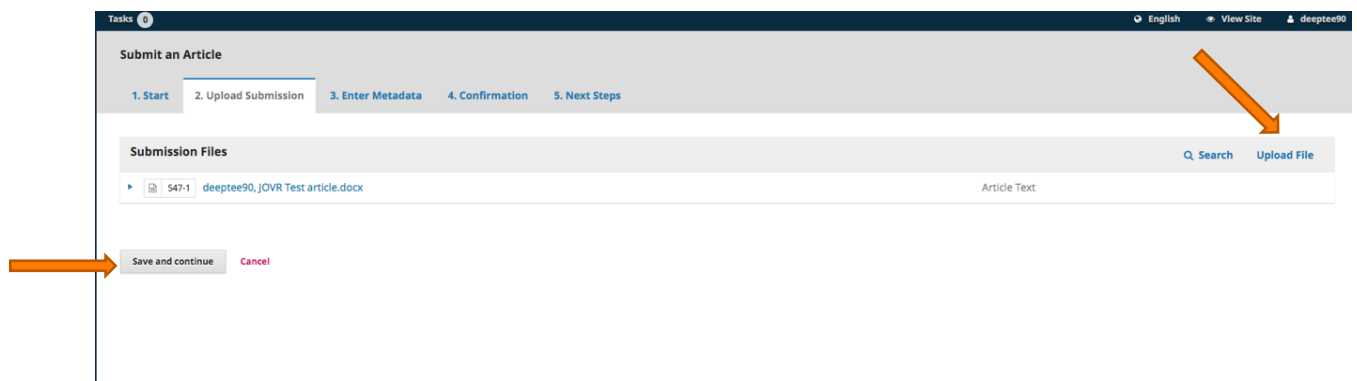 Tasks 0 English View Site deeptee90
Submit an Article
1. Start 2. Upload Submission 3. Enter Metadata 4. Confirmation 5. Next Steps
Submission Files Search Upload File
547-1 deeptee90, JOVR Test article.docx Article Text
Save and continue Cancel